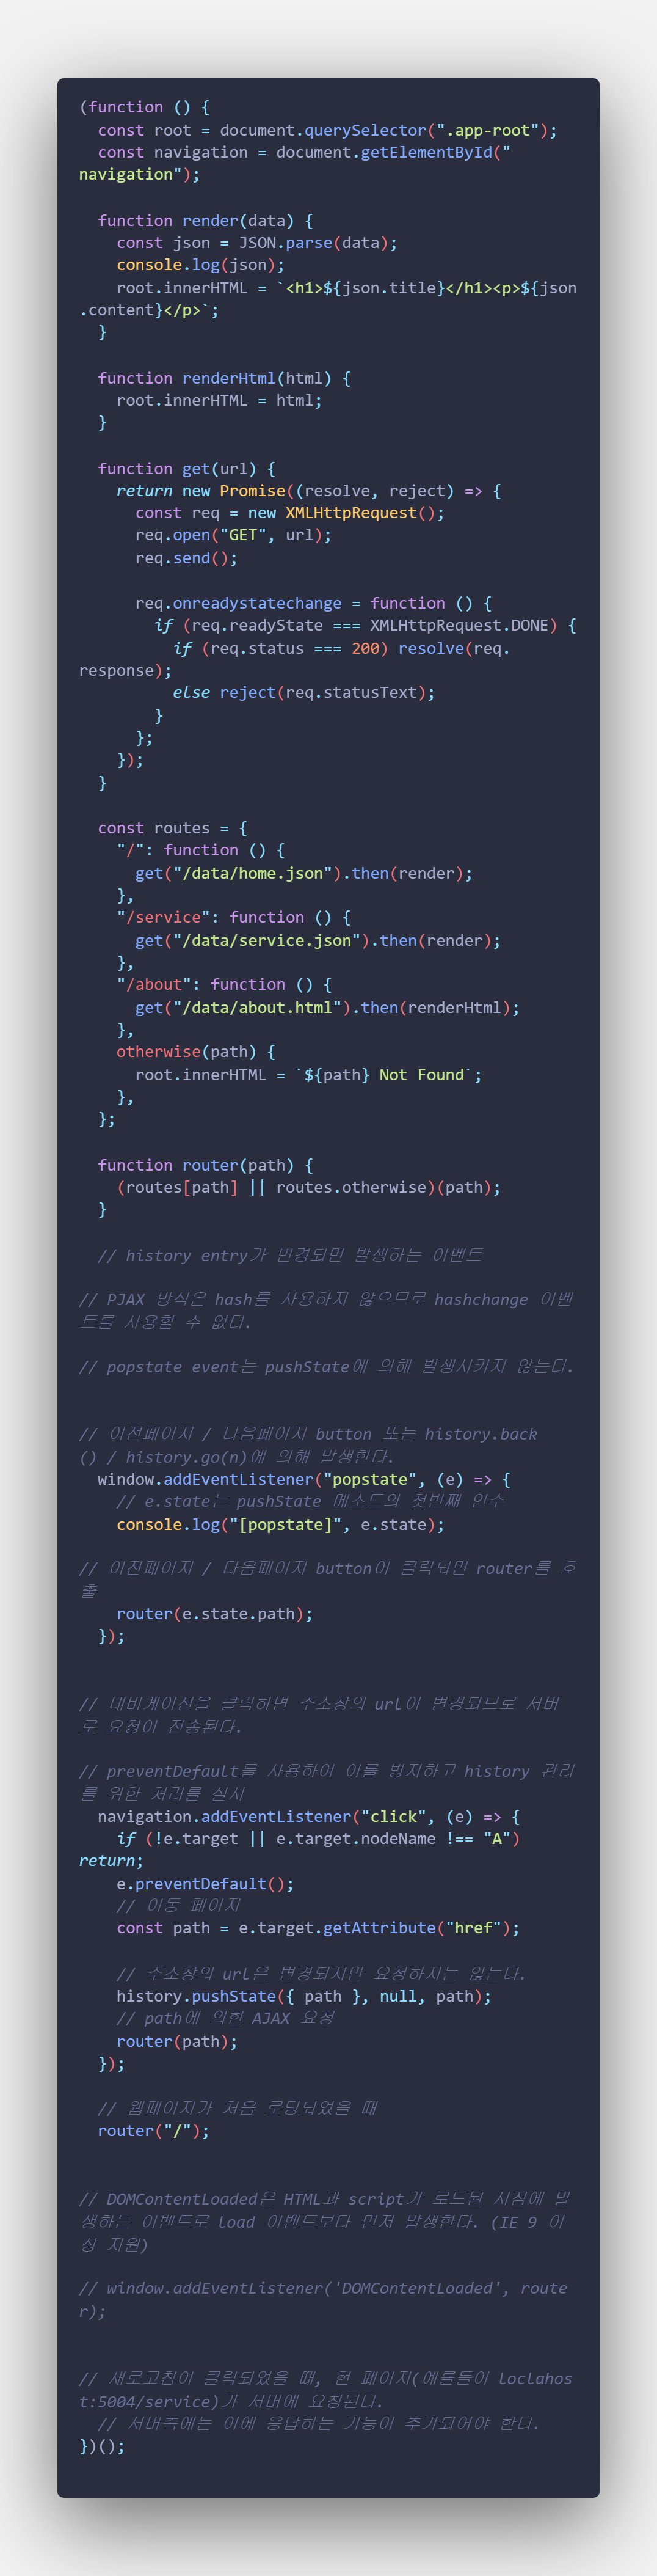 (function () {
  const root = document.querySelector(".app-root");
  const navigation = document.getElementById("
navigation");

  function render(data) {
    const json = JSON.parse(data);
    console.log(json);
    root.innerHTML = `<h1>${json.title}</h1><p>${json
.content}</p>`;
  }

  function renderHtml(html) {
    root.innerHTML = html;
  }

  function get(url) {
    return new Promise((resolve, reject) => {
      const req = new XMLHttpRequest();
      req.open("GET", url);
      req.send();

      req.onreadystatechange = function () {
        if (req.readyState === XMLHttpRequest.DONE) {
          if (req.status === 200) resolve(req.
response);
          else reject(req.statusText);
        }
      };
    });
  }

  const routes = {
    "/": function () {
      get("/data/home.json").then(render);
    },
    "/service": function () {
      get("/data/service.json").then(render);
    },
    "/about": function () {
      get("/data/about.html").then(renderHtml);
    },
    otherwise(path) {
      root.innerHTML = `${path} Not Found`;
    },
  };

  function router(path) {
    (routes[path] || routes.otherwise)(path);
  }

  // history entry가 변경되면 발생하는 이벤트

// PJAX 방식은 hash를 사용하지 않으므로 hashchange 이벤
트를 사용할 수 없다.

// popstate event는 pushState에 의해 발생시키지 않는다.


// 이전페이지 / 다음페이지 button 또는 history.back
() / history.go(n)에 의해 발생한다.
  window.addEventListener("popstate", (e) => {
    // e.state는 pushState 메소드의 첫번째 인수
    console.log("[popstate]", e.state);

// 이전페이지 / 다음페이지 button이 클릭되면 router를 호
출
    router(e.state.path);
  });


// 네비게이션을 클릭하면 주소창의 url이 변경되므로 서버
로 요청이 전송된다.

// preventDefault를 사용하여 이를 방지하고 history 관리
를 위한 처리를 실시
  navigation.addEventListener("click", (e) => {
    if (!e.target || e.target.nodeName !== "A")
return;
    e.preventDefault();
    // 이동 페이지
    const path = e.target.getAttribute("href");

    // 주소창의 url은 변경되지만 요청하지는 않는다.
    history.pushState({ path }, null, path);
    // path에 의한 AJAX 요청
    router(path);
  });

  // 웹페이지가 처음 로딩되었을 때
  router("/");


// DOMContentLoaded은 HTML과 script가 로드된 시점에 발
생하는 이벤트로 load 이벤트보다 먼저 발생한다. (IE 9 이
상 지원)

// window.addEventListener('DOMContentLoaded', route
r);


// 새로고침이 클릭되었을 때, 현 페이지(예를들어 loclahos
t:5004/service)가 서버에 요청된다.
  // 서버측에는 이에 응답하는 기능이 추가되어야 한다.
})();